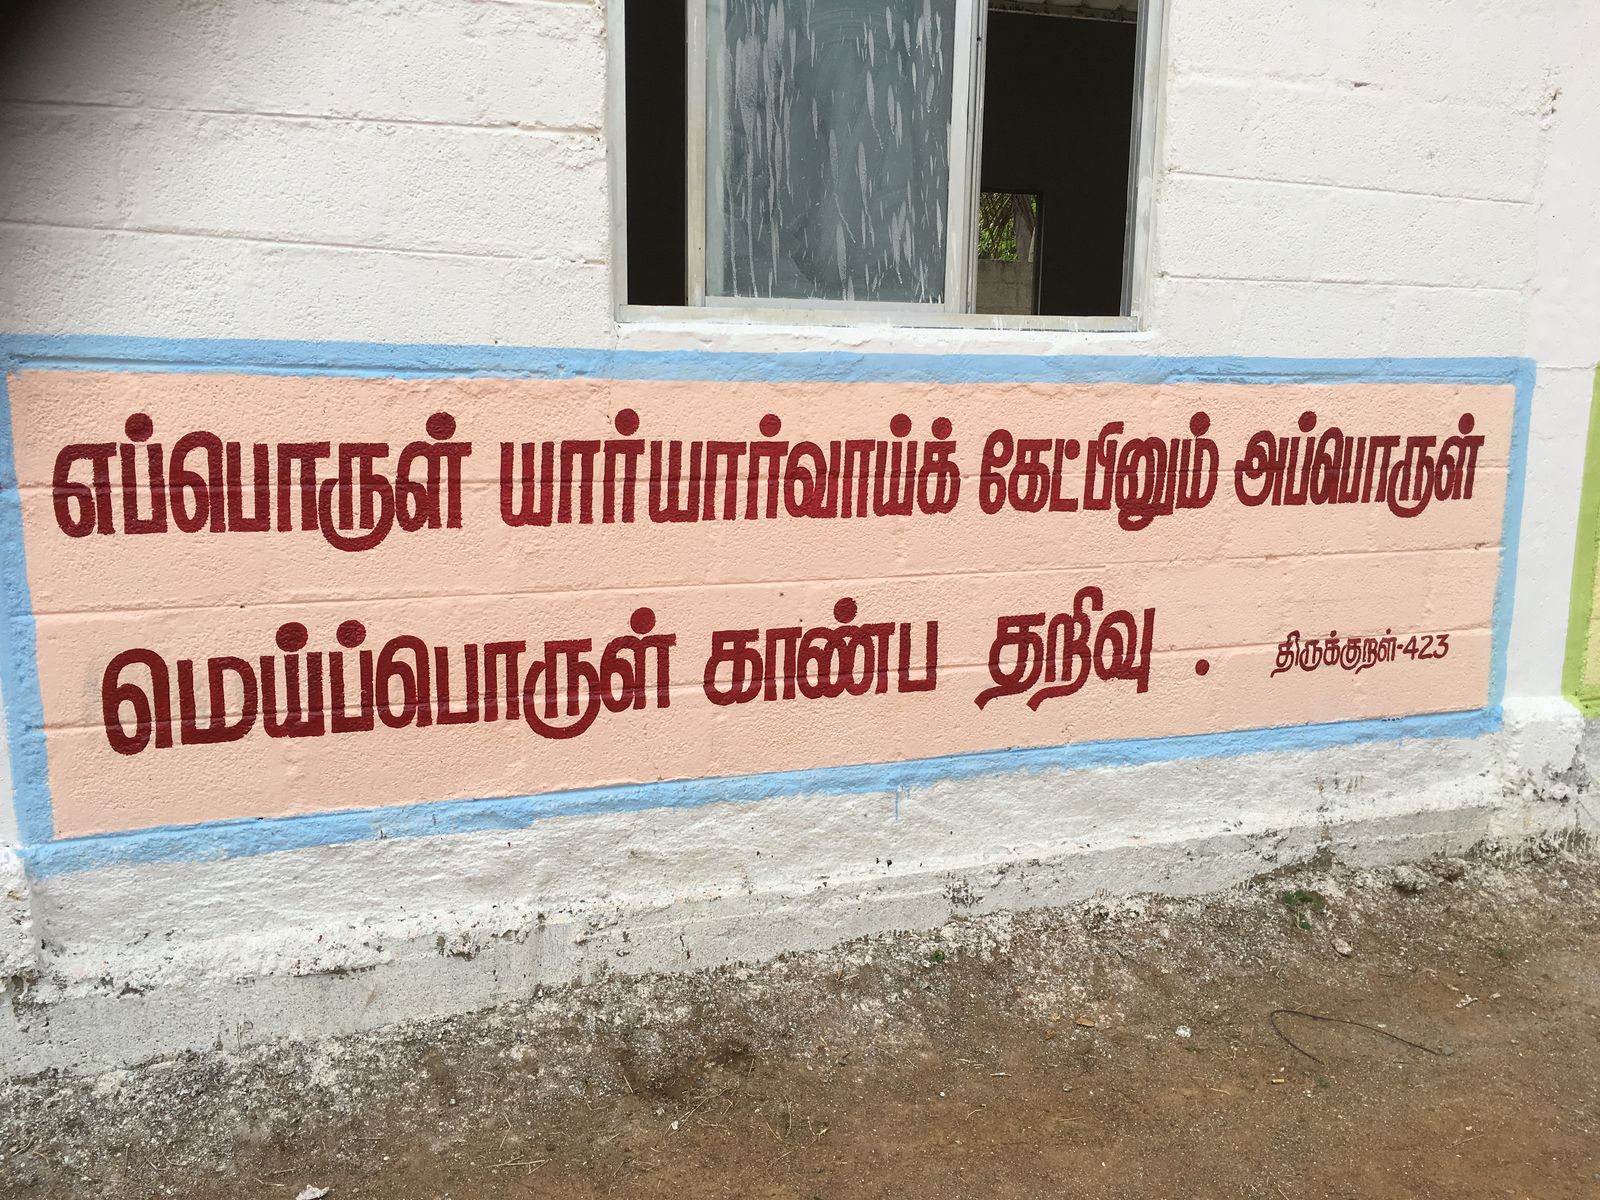 எப்பொருள் யார்யார்வாய்க் கேட்பினும் அப்பொருள்
மெய்ப்பொருள் காண்ப தறிவு .
திருக்குறள்-423